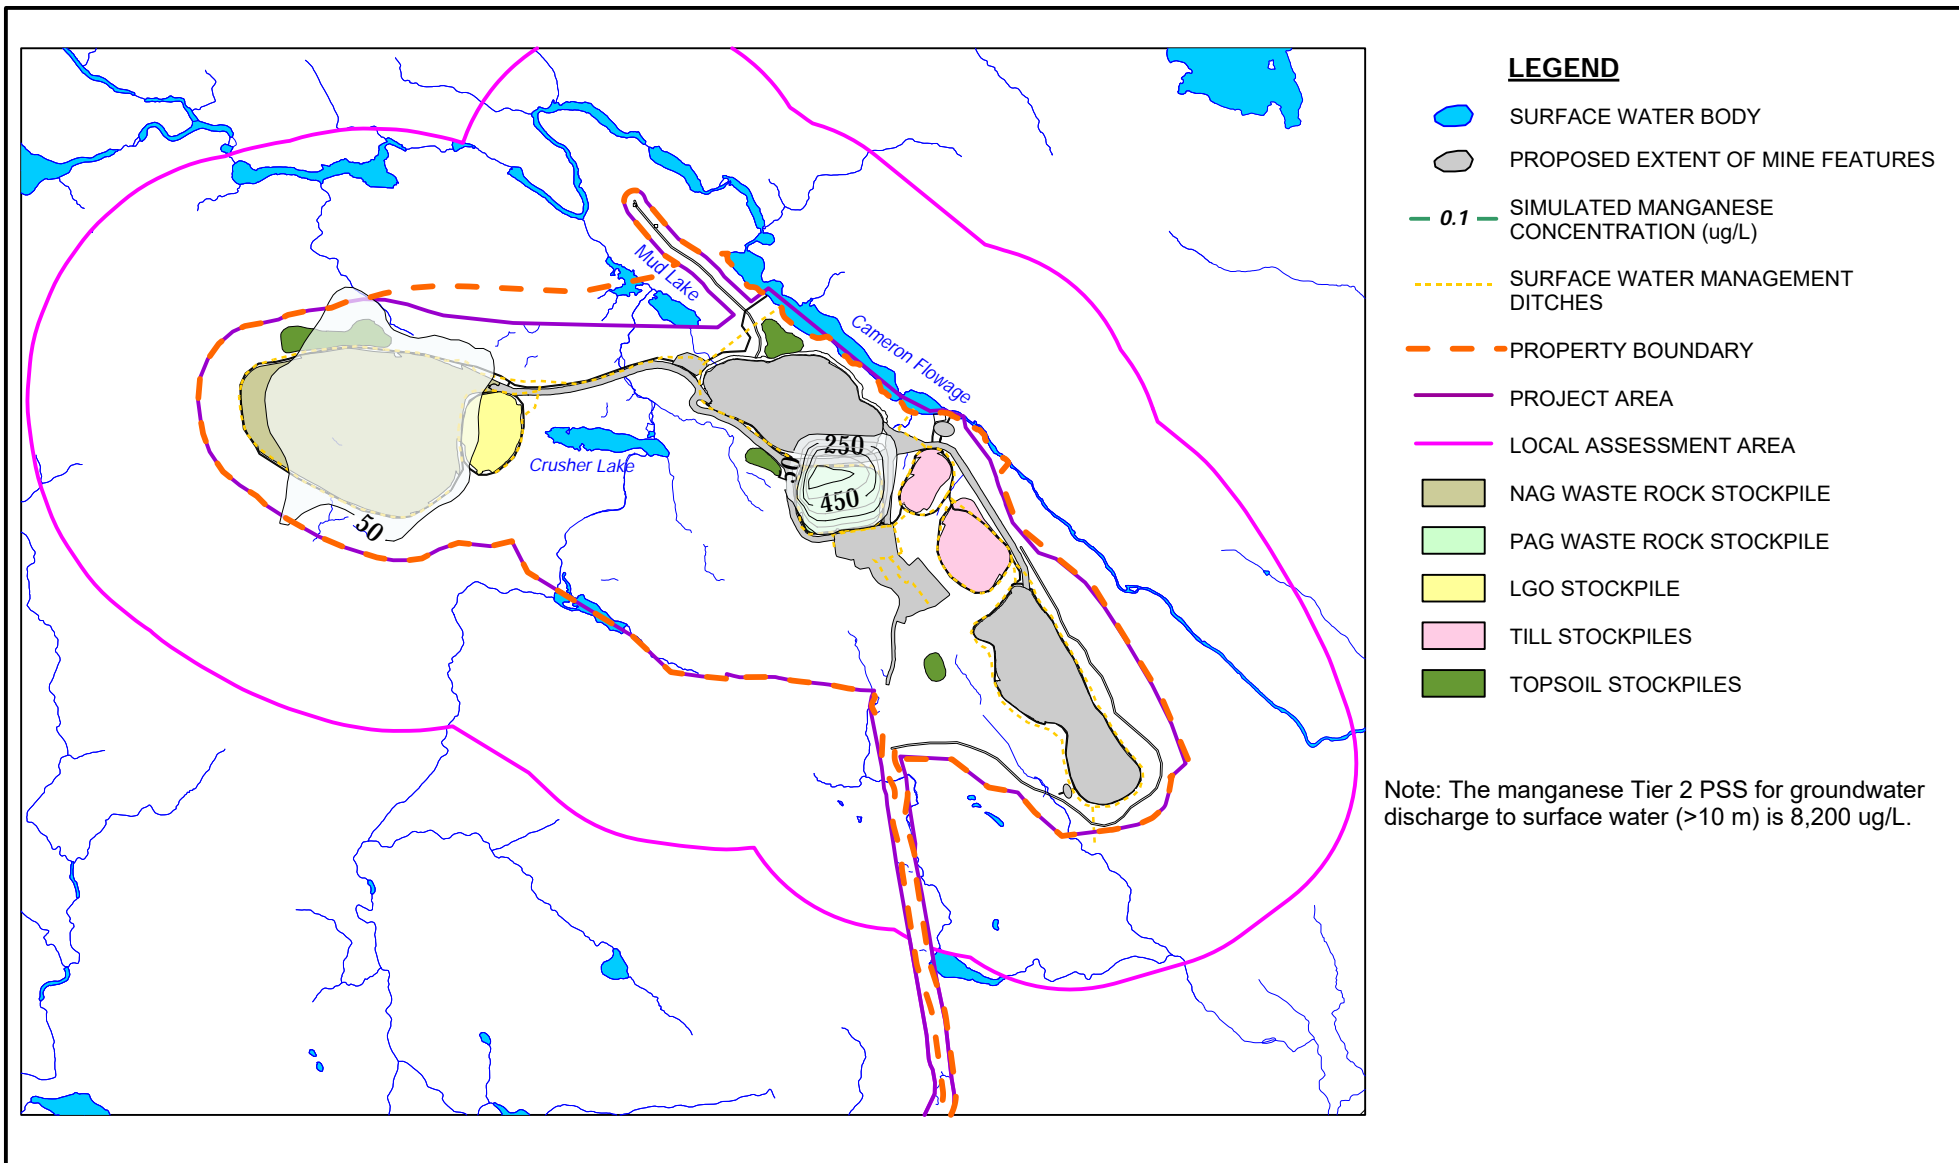 LEGEND
SURFACE WATER BODY
PROPOSED EXTENT OF MINE FEATURES
0.1
SIMULATED MANGANESE
CONCENTRATION (ug/L)
SURFACE WATER MANAGEMENT
DITCHES
PROPERTY BOUNDARY
PROJECT AREA
LOCAL ASSESSMENT AREA
NAG WASTE ROCK STOCKPILE
PAG WASTE ROCK STOCKPILE
LGO STOCKPILE
TILL STOCKPILES
TOPSOIL STOCKPILES
Note: The manganese Tier 2 PSS for groundwater
discharge to surface water (>10 m) is 8,200 ug/L.
Mud Lake
Cameron Flowage
Crusher Lake
250
50
450
50